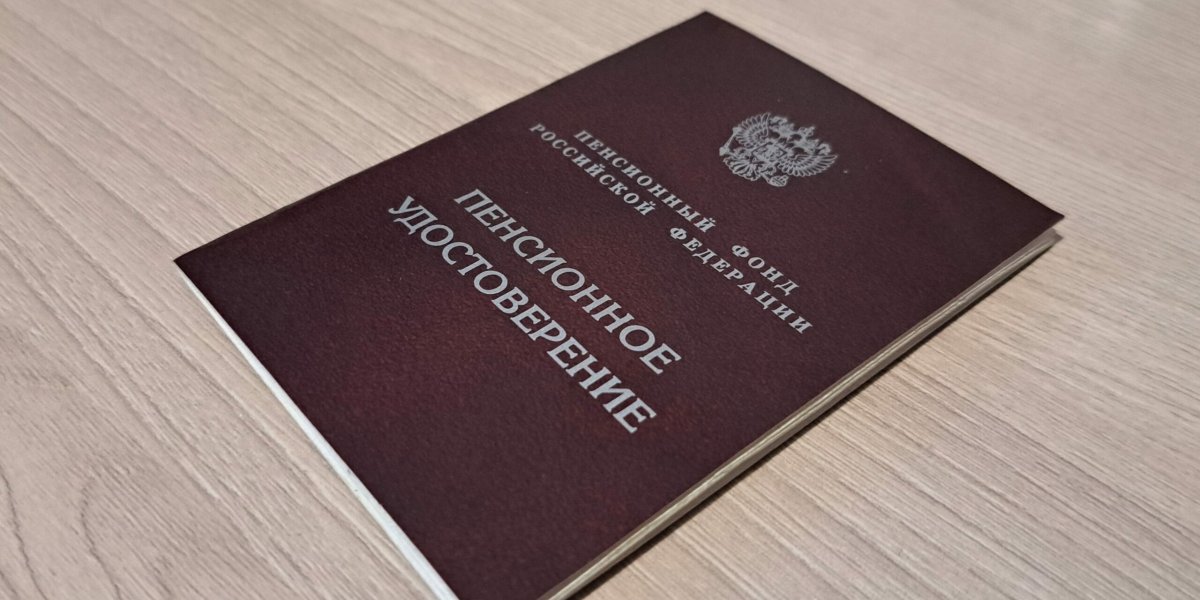 ПЕНСИОННЫЙ ФОНД
РОССИЙСКОЙ ФЕДЕРАЦИИ
ПЕНСИОННОЕ
УДОСТОВЕРЕНИЕ